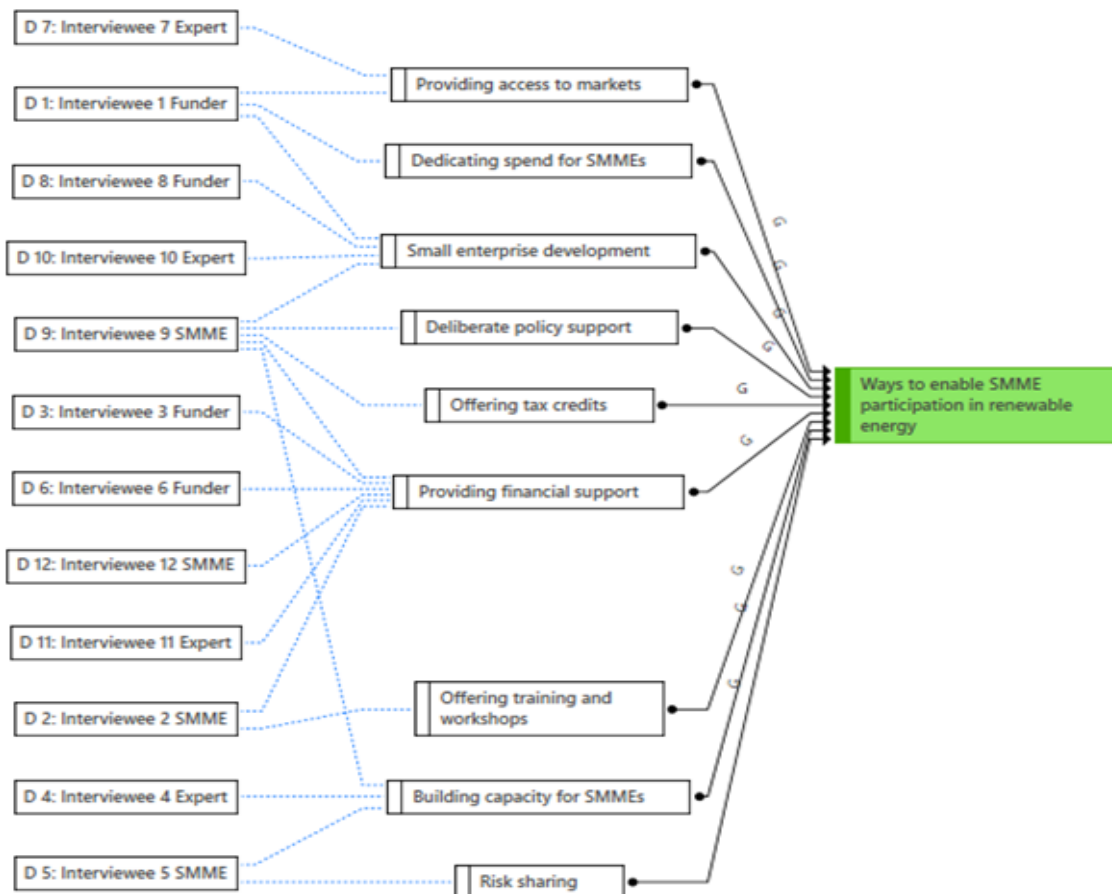 D 7: Interviewee 7 Expert
D 1: Interviewee 1 Funder
D 8: Interviewee 8 Funder
D 10: Interviewee 10 Expert
D 9: Interviewee 9 SMME
D 3: Interviewee 3 Funder
D 6: Interviewee 6 Funder
D 12: Interviewee 12 SMME
D 11: Interviewee 11 Expert
D 2: Interviewee 2 SMME
D 4: Interviewee 4 Expert
D 5: Interviewee 5 SMME
Providing access to markets
Dedicating spend for SMMEs
Small enterprise development
Deliberate policy support
Offering tax credits
Providing financial support
Offering training and
workshops
Building capacity for SMMEs
Risk sharing
G
G
G
G
G
G
G
G
G
Ways to enable SMME
participation in renewable
energy